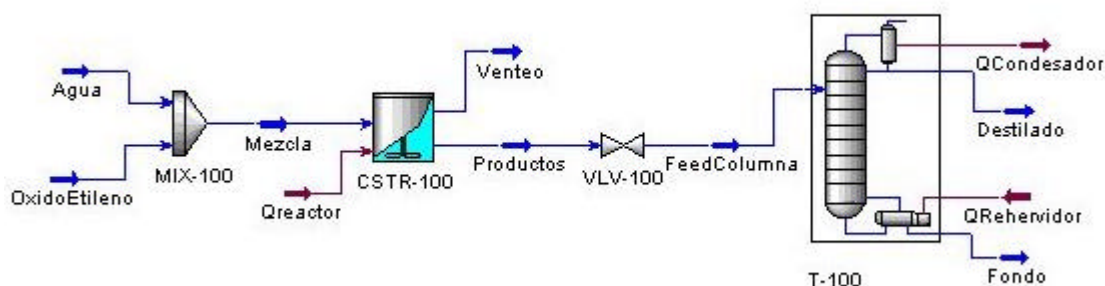 Agua
OxidoEtileno
MIX-100
Mezcla
Qreactor
CSTR-100
Venteo
Productos
VLV-100
FeedColumna
T-100
QCondesador
Destilado
QRehervidor
Fondo